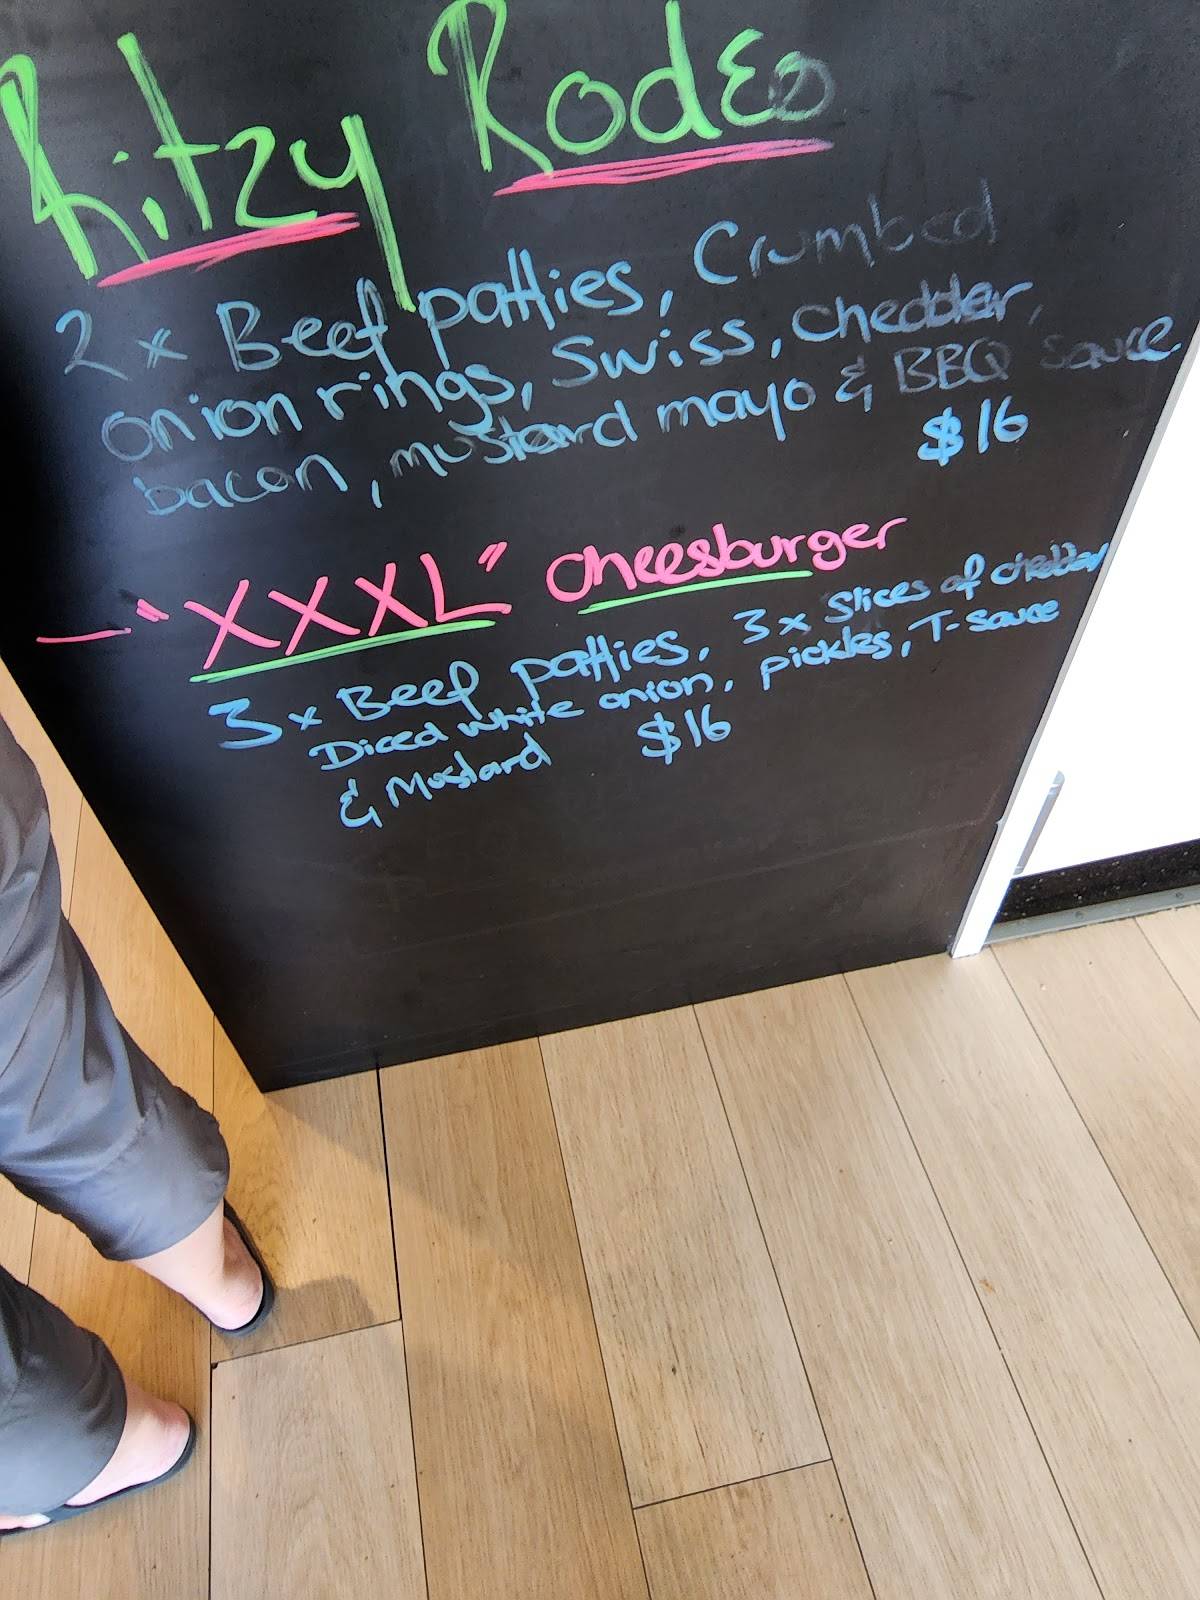 Ritzy Rodeo
2 x Beef patties, Crumbed
onion rings, Swiss, cheddar,
bacon, mustard mayo & BBQ sauce
$16
"XXXL" cheesburger
3 x Beef patties, 3 x Slices of cheddar
Diced white onion, pickles, T-sauce
& Mustard $16